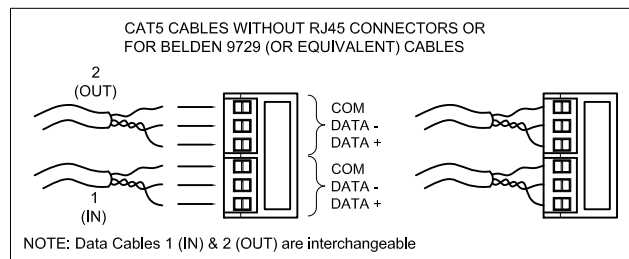 CAT5 CABLES WITHOUT RJ45 CONNECTORS OR
FOR BELDEN 9729 (OR EQUIVALENT) CABLES
2
(OUT)
COM
DATA -
DATA +
COM
DATA -
DATA +
1
(IN)
NOTE: Data Cables 1 (IN) & 2 (OUT) are interchangeable